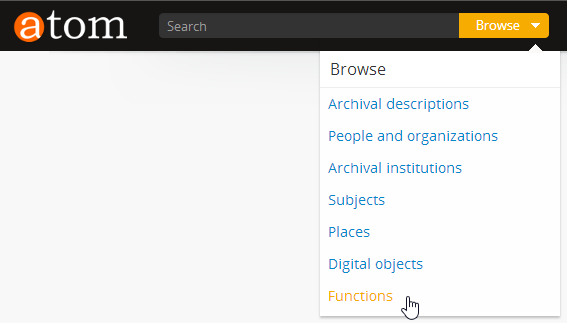 atom
Search
Browse
Browse
Archival descriptions
People and organizations
Archival institutions
Subjects
Places
Digital objects
Functions